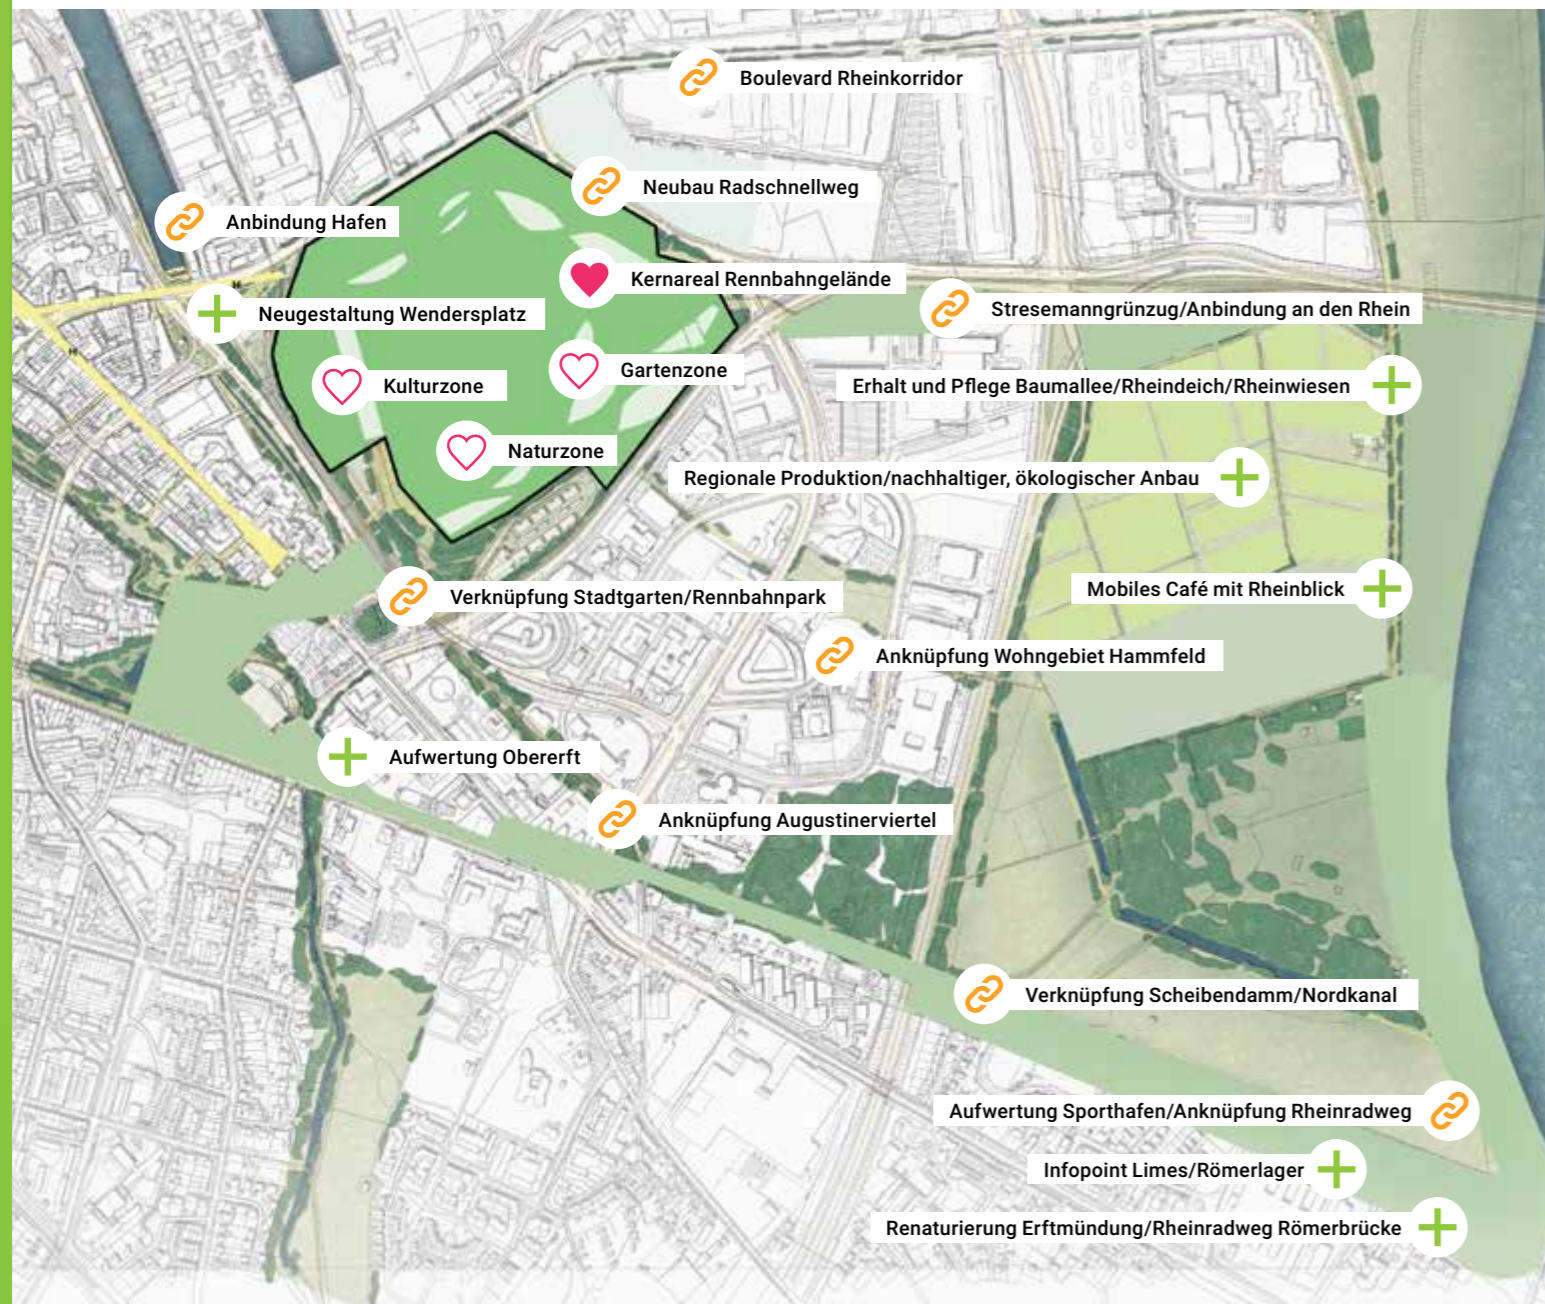 Boulevard Rheinkorridor
Neubau Radschnellweg
Anbindung Hafen
Kernareal Rennbahngelände
Neugestaltung Wendersplatz
Stresemanngrünzug/Anbindung an den Rhein
Gartenzone
Kulturzone
Erhalt und Pflege Baumallee/Rheindeich/Rheinwiesen
Naturzone
Regionale Produktion/nachhaltiger, ökologischer Anbau
Mobiles Café mit Rheinblick
Verknüpfung Stadtgarten/Rennbahnpark
Anknüpfung Wohngebiet Hammfeld
Aufwertung Obererft
Anknüpfung Augustinerviertel
Verknüpfung Scheibendamm/Nordkanal
Aufwertung Sporthafen/Anknüpfung Rheinradweg
Infopoint Limes/Römerlager
Renaturierung Erftmündung/Rheinradweg Römerbrücke